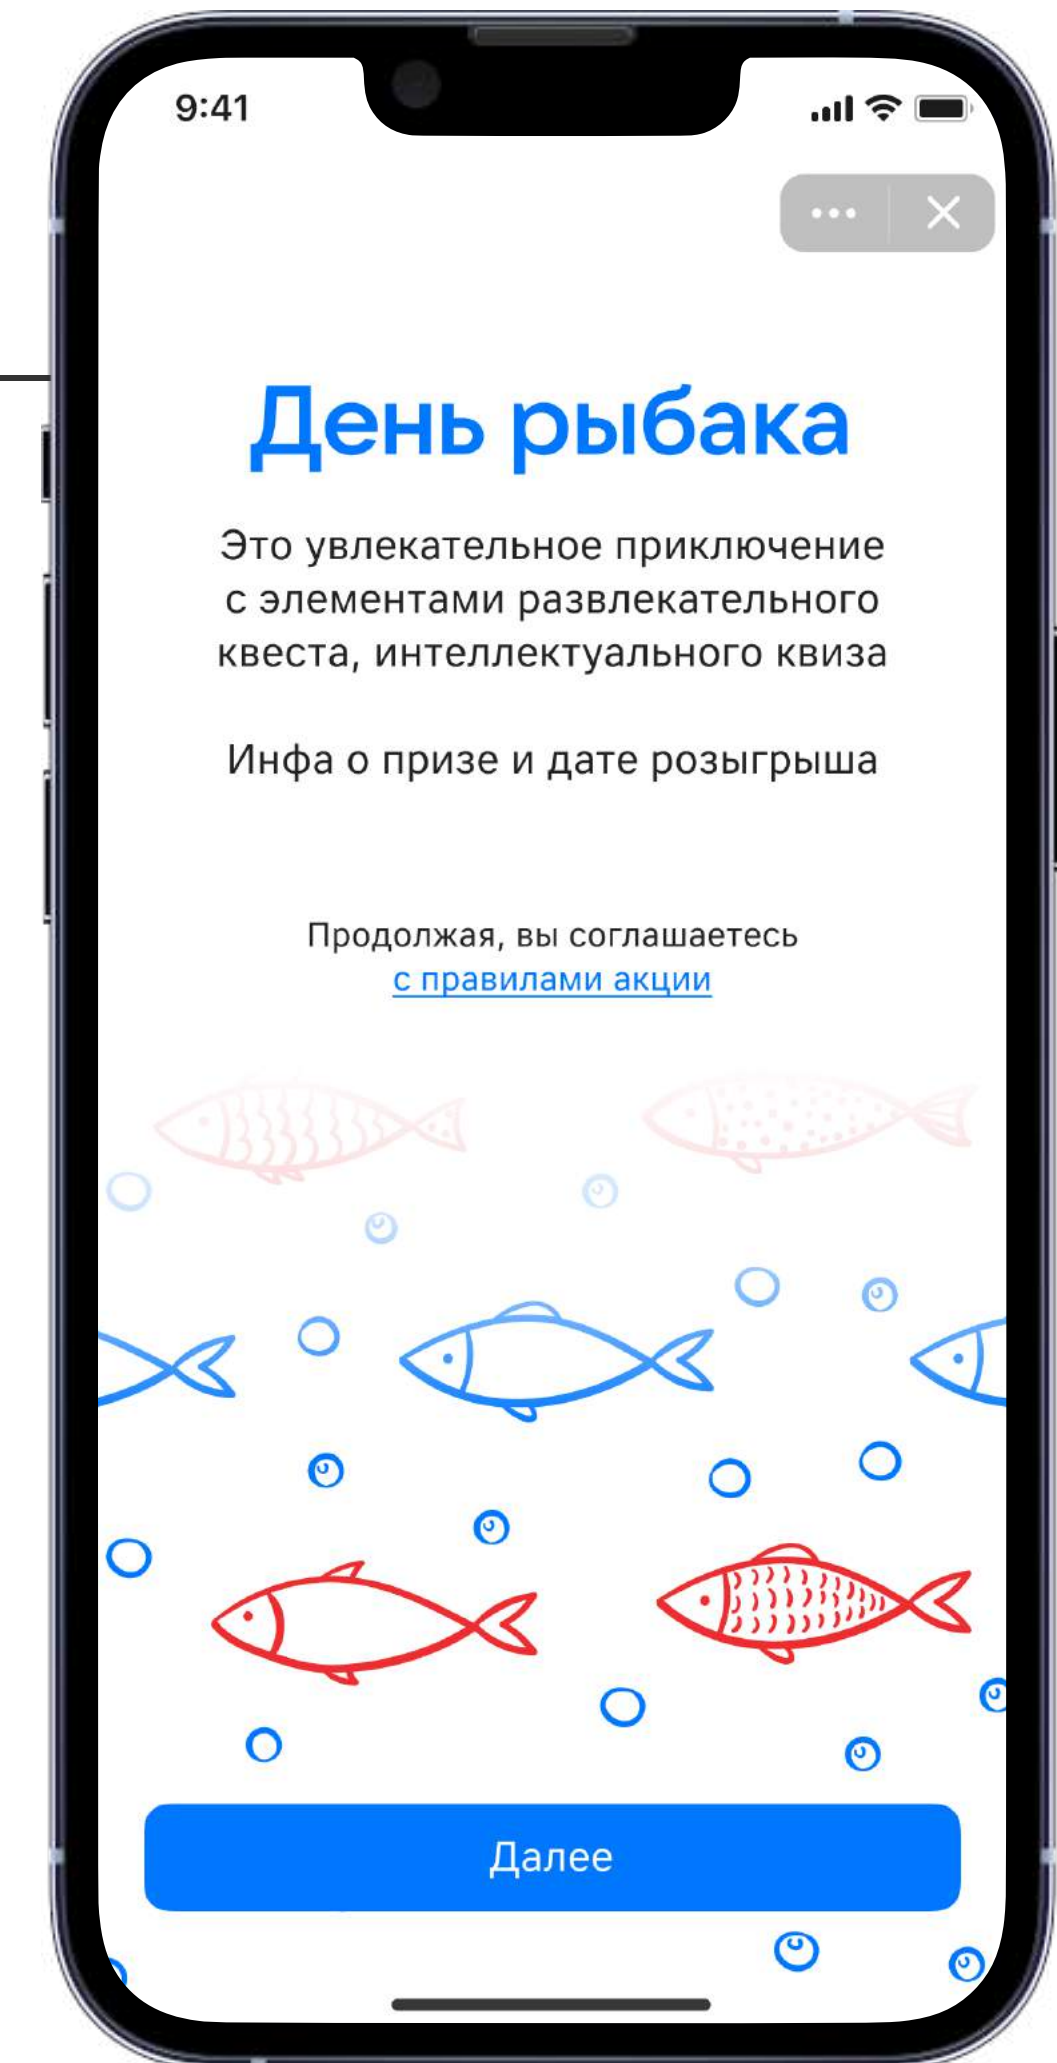 9:41
День рыбака
Это увлекательное приключение
с элементами развлекательного
квеста, интеллектуального квиза
Инфа о призе и дате розыгрыша
Продолжая, вы соглашаетесь
с правилами акции
Далее